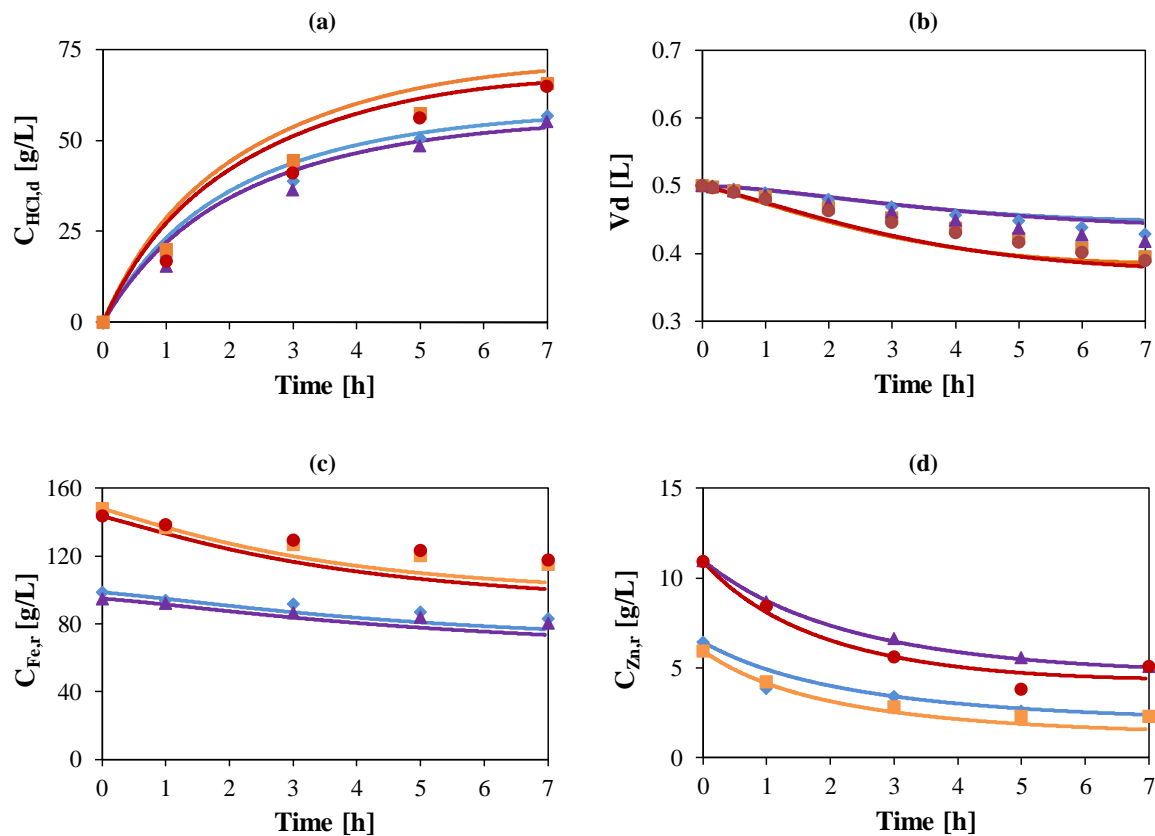 (a)
C_HCl,d [g/L]
75
50
25
0
0 1 2 3 4 5 6 7
Time [h]
(b)
Vd [L]
0.6
0.5
0.4
0.3
0 1 2 3 4 5 6 7
Time [h]
(c)
C_Fe,r [g/L]
160
120
80
40
0
0 1 2 3 4 5 6 7
Time [h]
(d)
C_Zn,r [g/L]
15
10
5
0
0 1 2 3 4 5 6 7
Time [h]